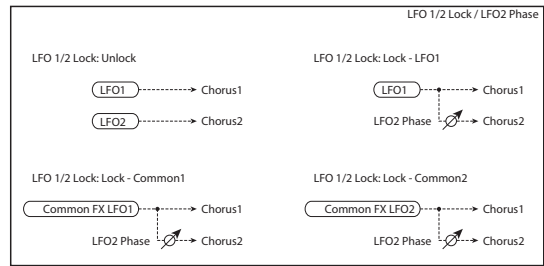 LFO 1/2 Lock / LFO2 Phase
LFO 1/2 Lock: Unlock
LFO1 Chorus1
LFO2 Chorus2
LFO 1/2 Lock: Lock - LFO1
LFO1 Chorus1
LFO2 Phase Chorus2
LFO 1/2 Lock: Lock - Common1
Common FX LFO1 Chorus1
LFO2 Phase Chorus2
LFO 1/2 Lock: Lock - Common2
Common FX LFO2 Chorus1
LFO2 Phase Chorus2